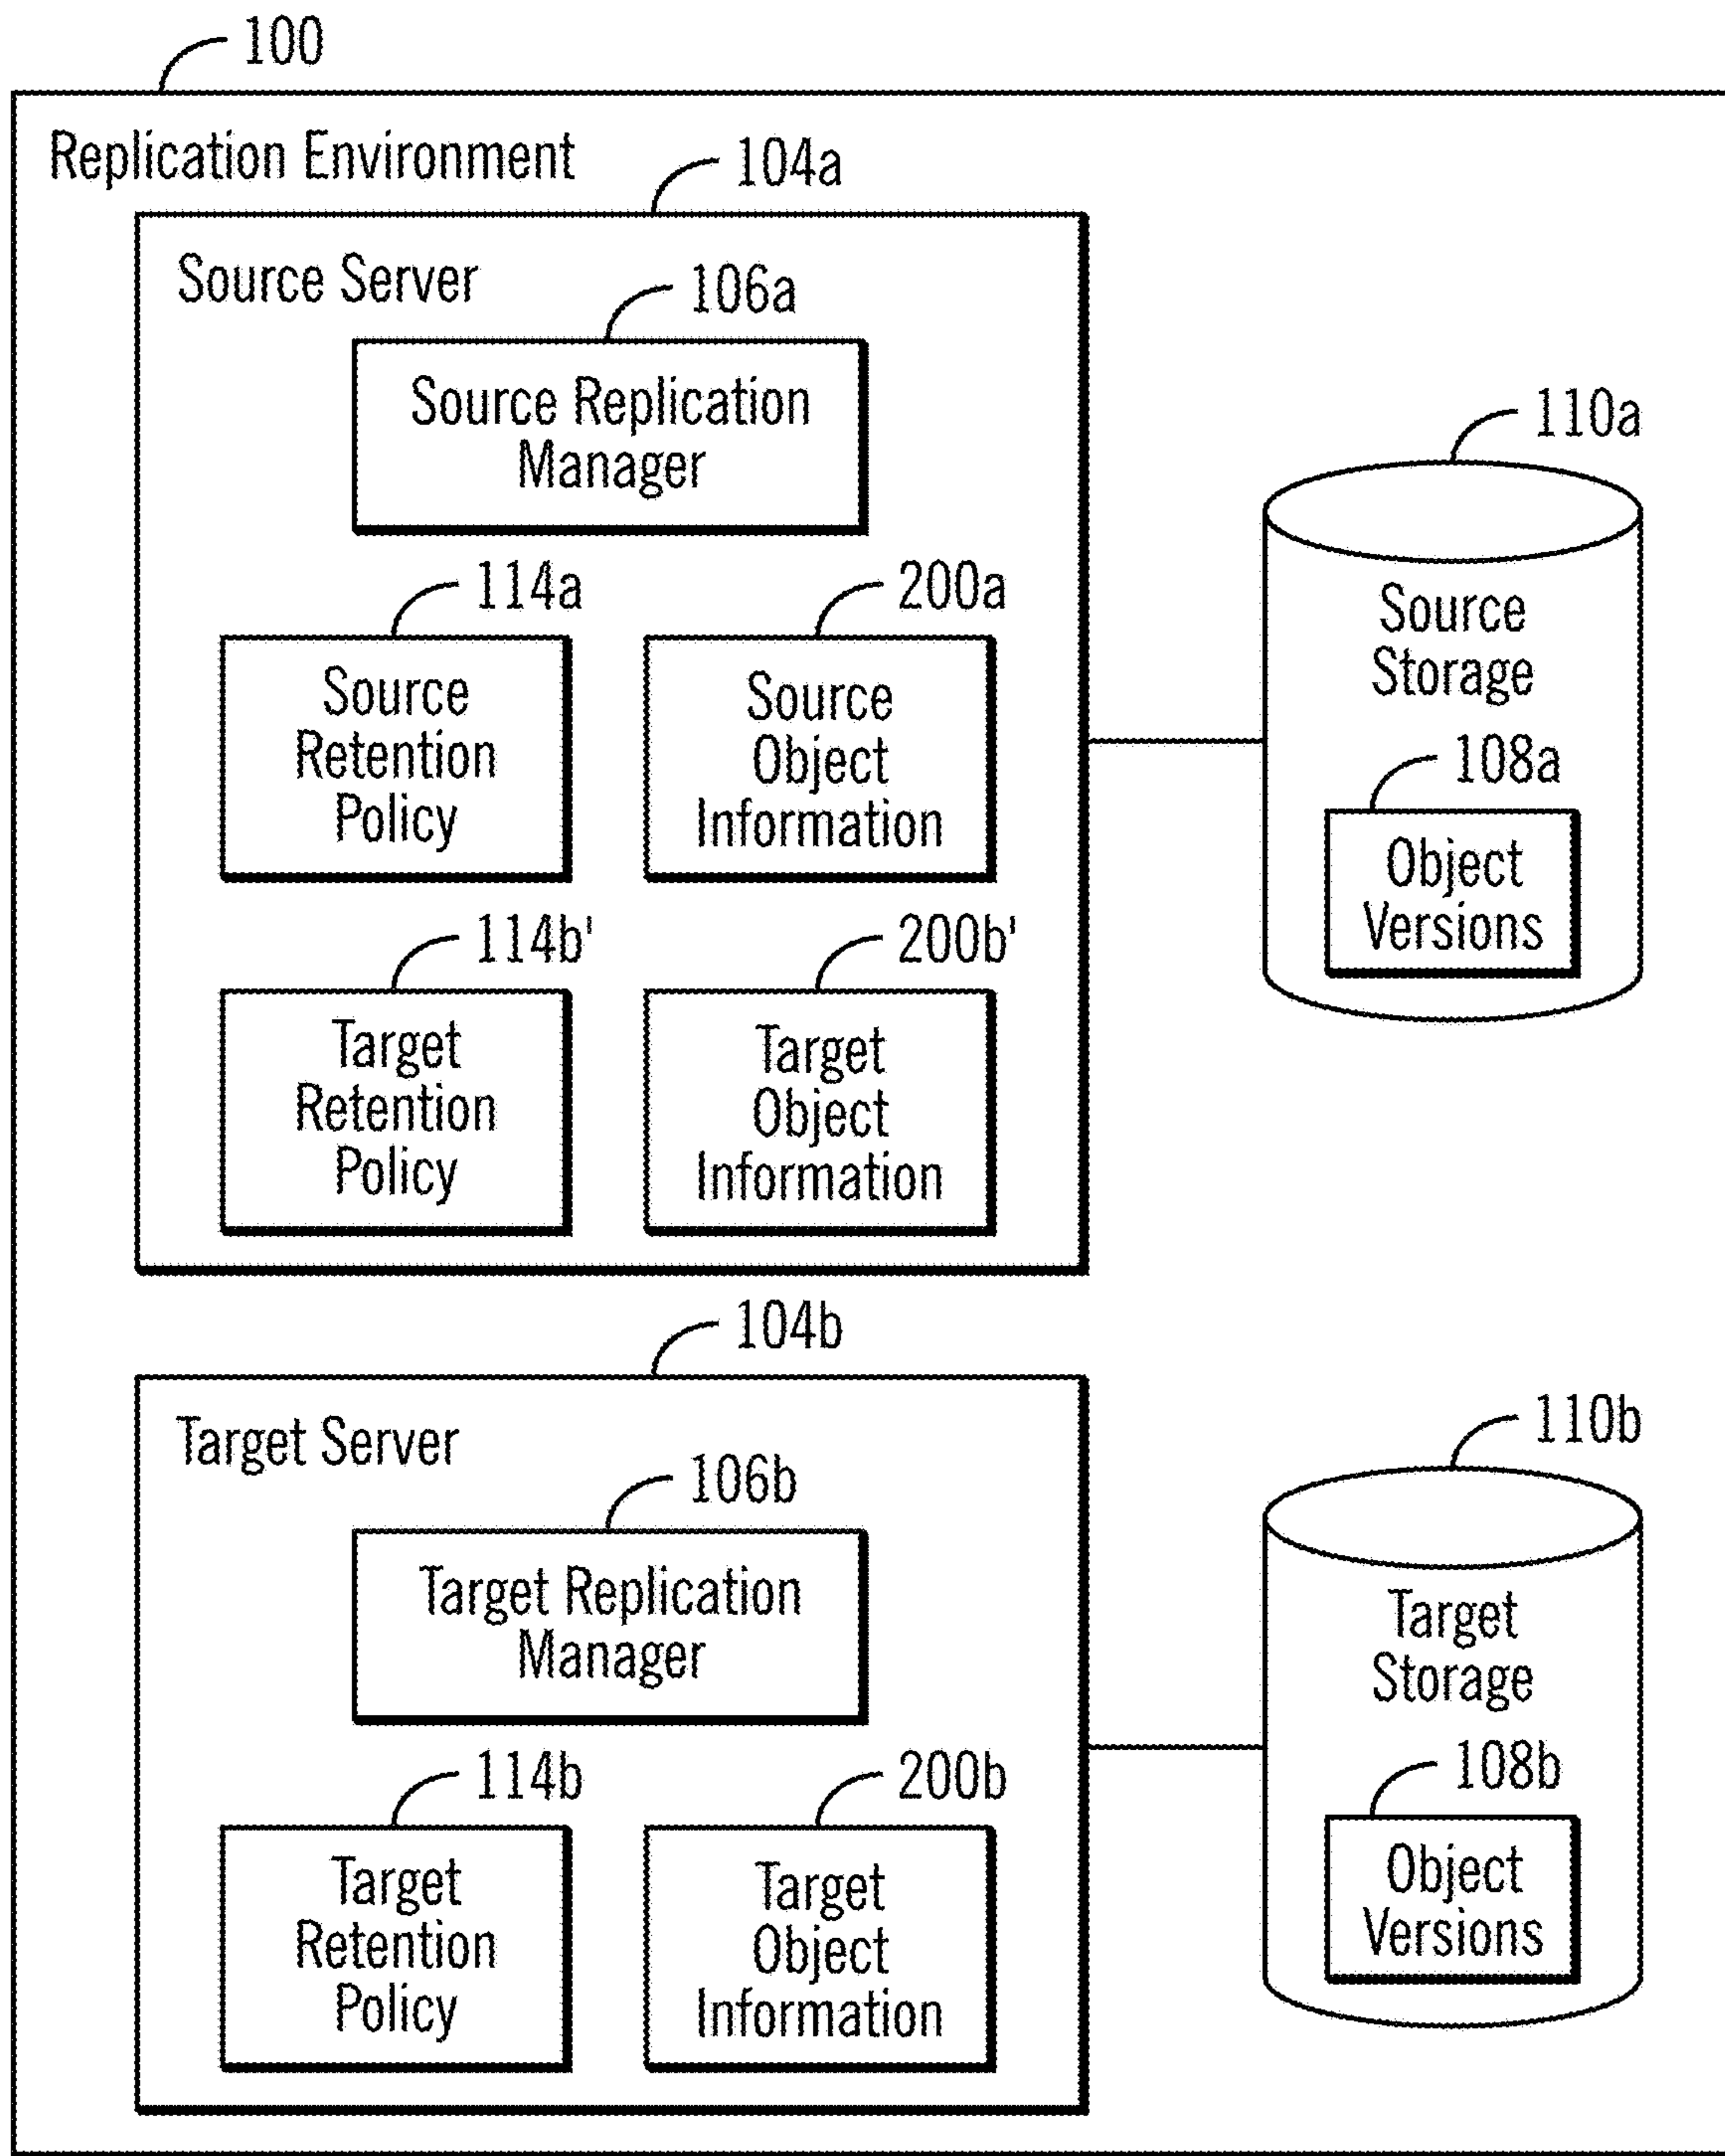 100
Replication Environment
104a
Source Server
106a
Source Replication
Manager
114a
Source
Retention
Policy
200a
Source
Object
Information
114b'
Target
Retention
Policy
200b'
Target
Object
Information
110a
Source
Storage
108a
Object
Versions
104b
Target Server
106b
Target Replication
Manager
114b
Target
Retention
Policy
200b
Target
Object
Information
110b
Target
Storage
108b
Object
Versions